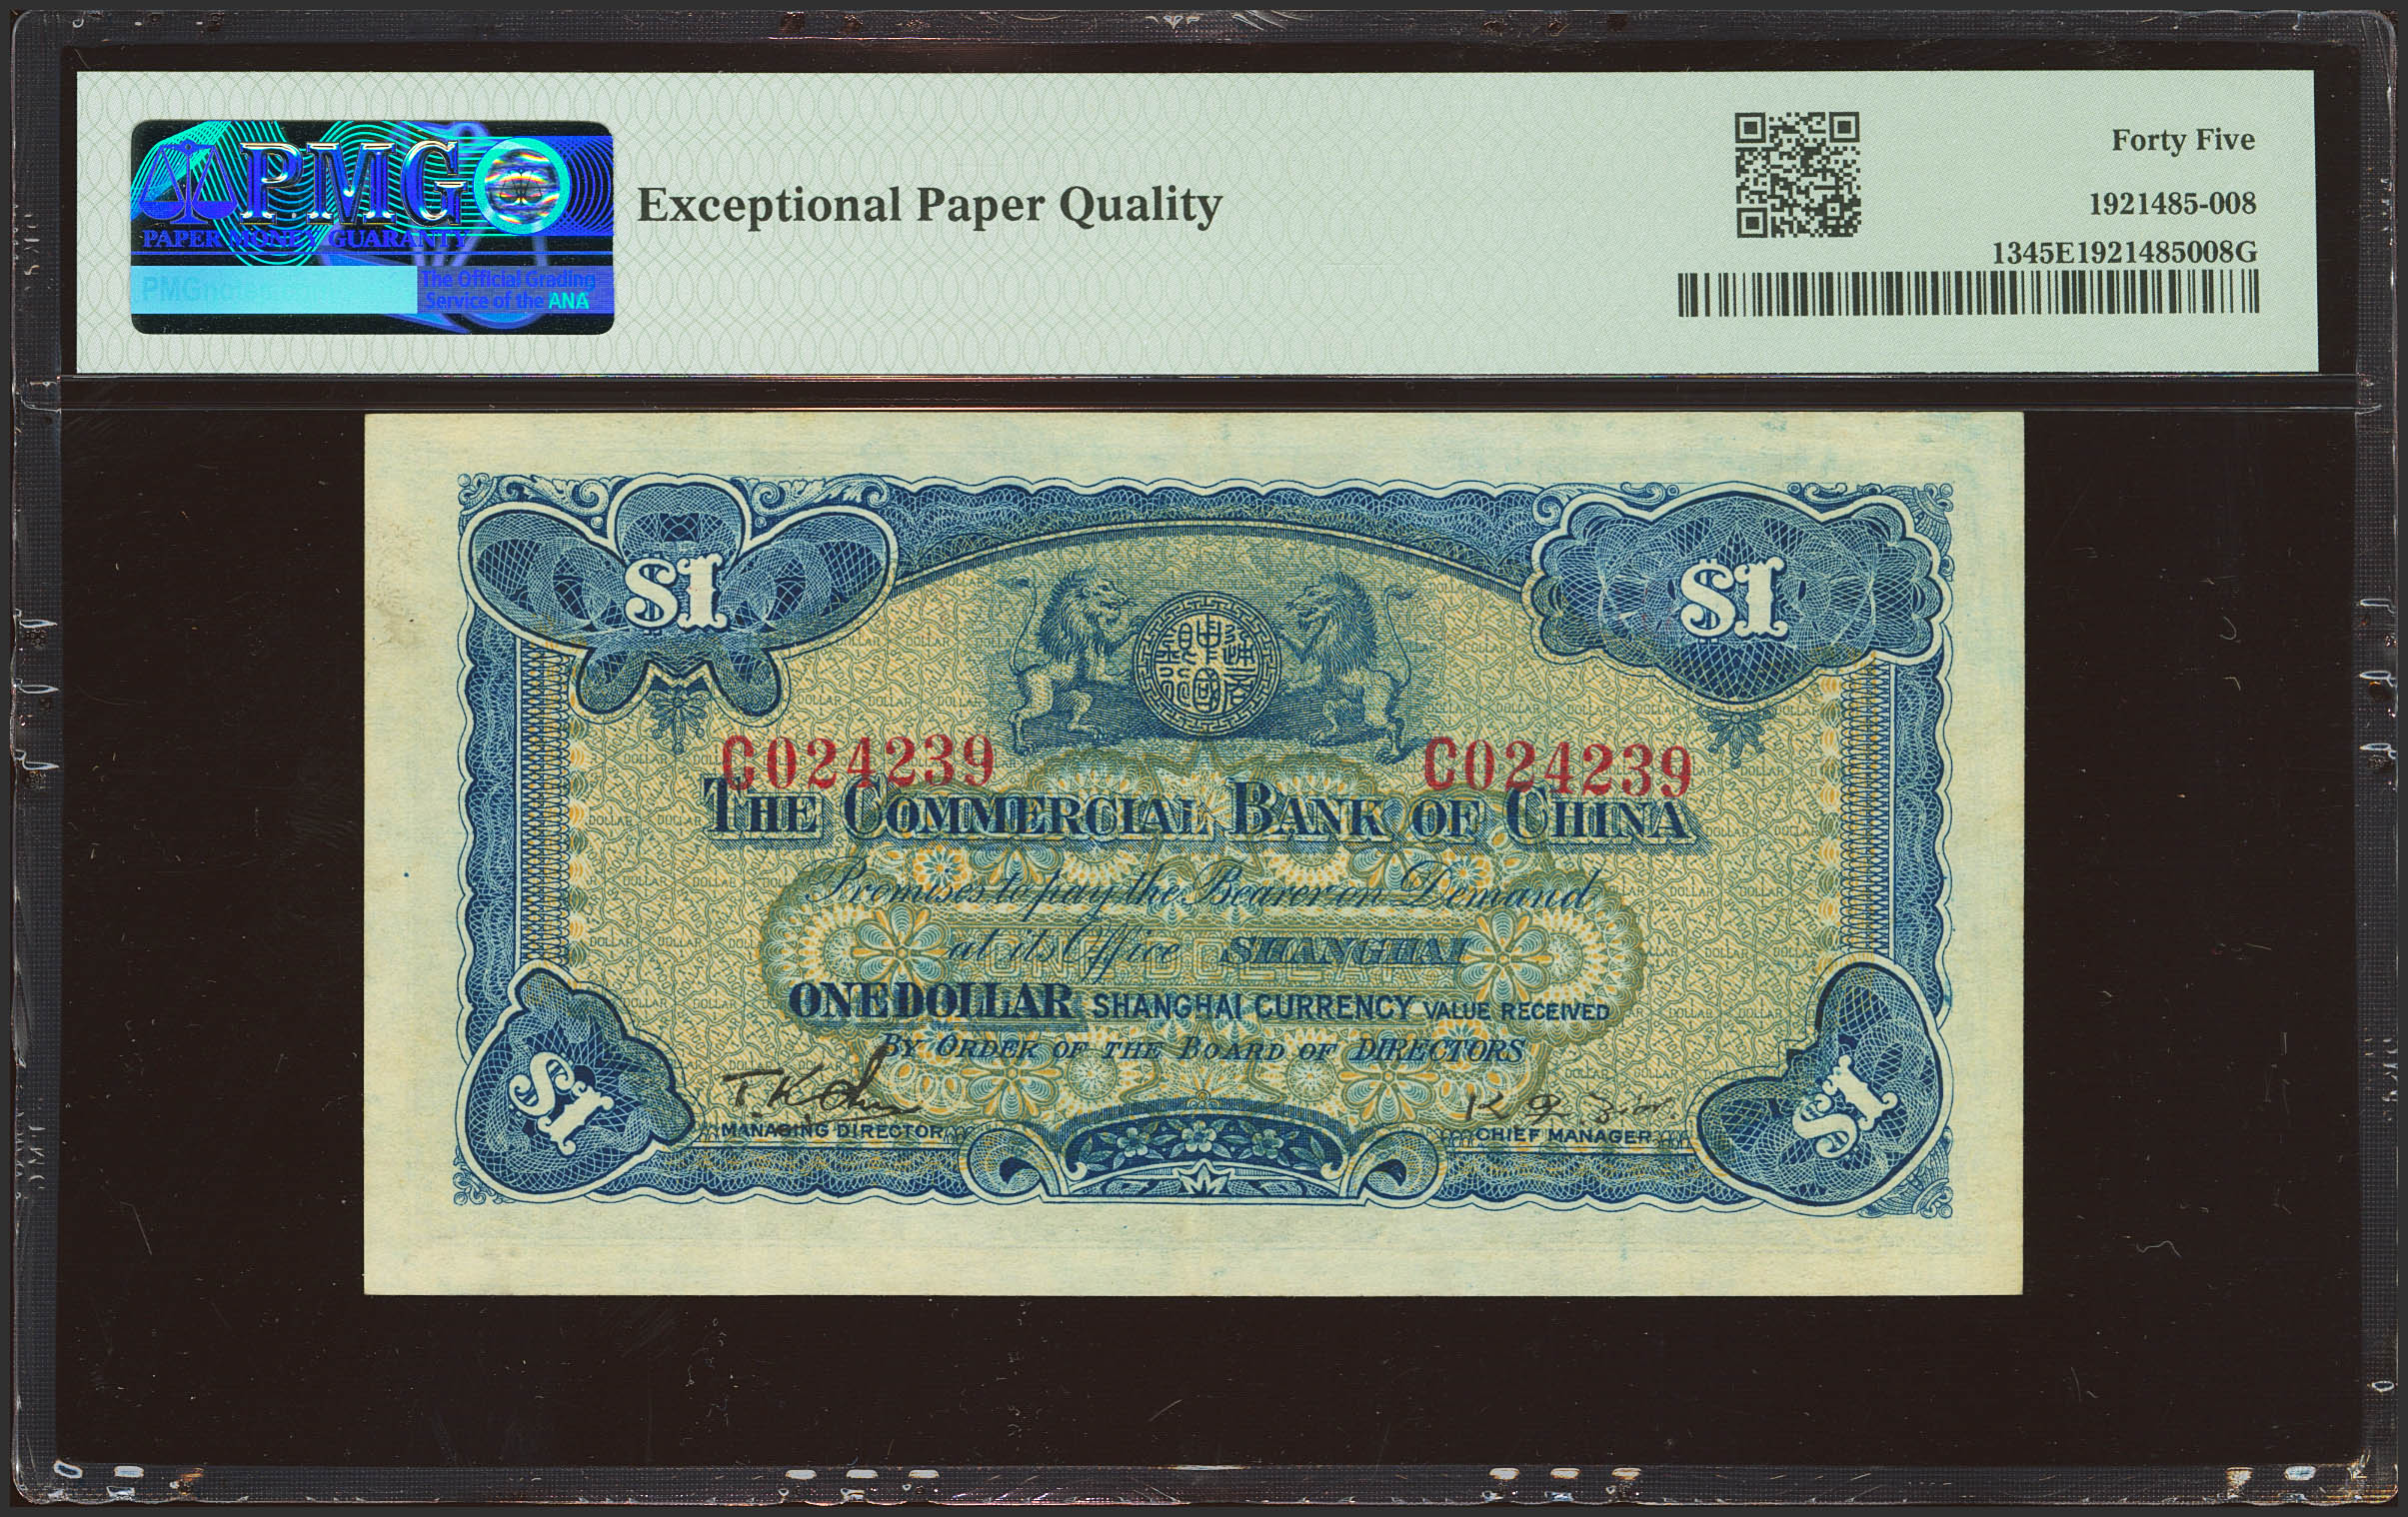 PMG
PAPER MONEY GUARANTY
The Official Grading
Service of the ANA
Exceptional Paper Quality
Forty Five
1921485-008
1345E1921485008G
$1
$1
C024239
C024239
THE COMMERCIAL BANK OF CHINA
Promises to pay the Bearer on Demand
at its Office SHANGHAI
ONE DOLLAR SHANGHAI CURRENCY VALUE RECEIVED
BY ORDER OF THE BOARD OF DIRECTORS
MANAGING DIRECTOR
CHIEF MANAGER
$1
$1